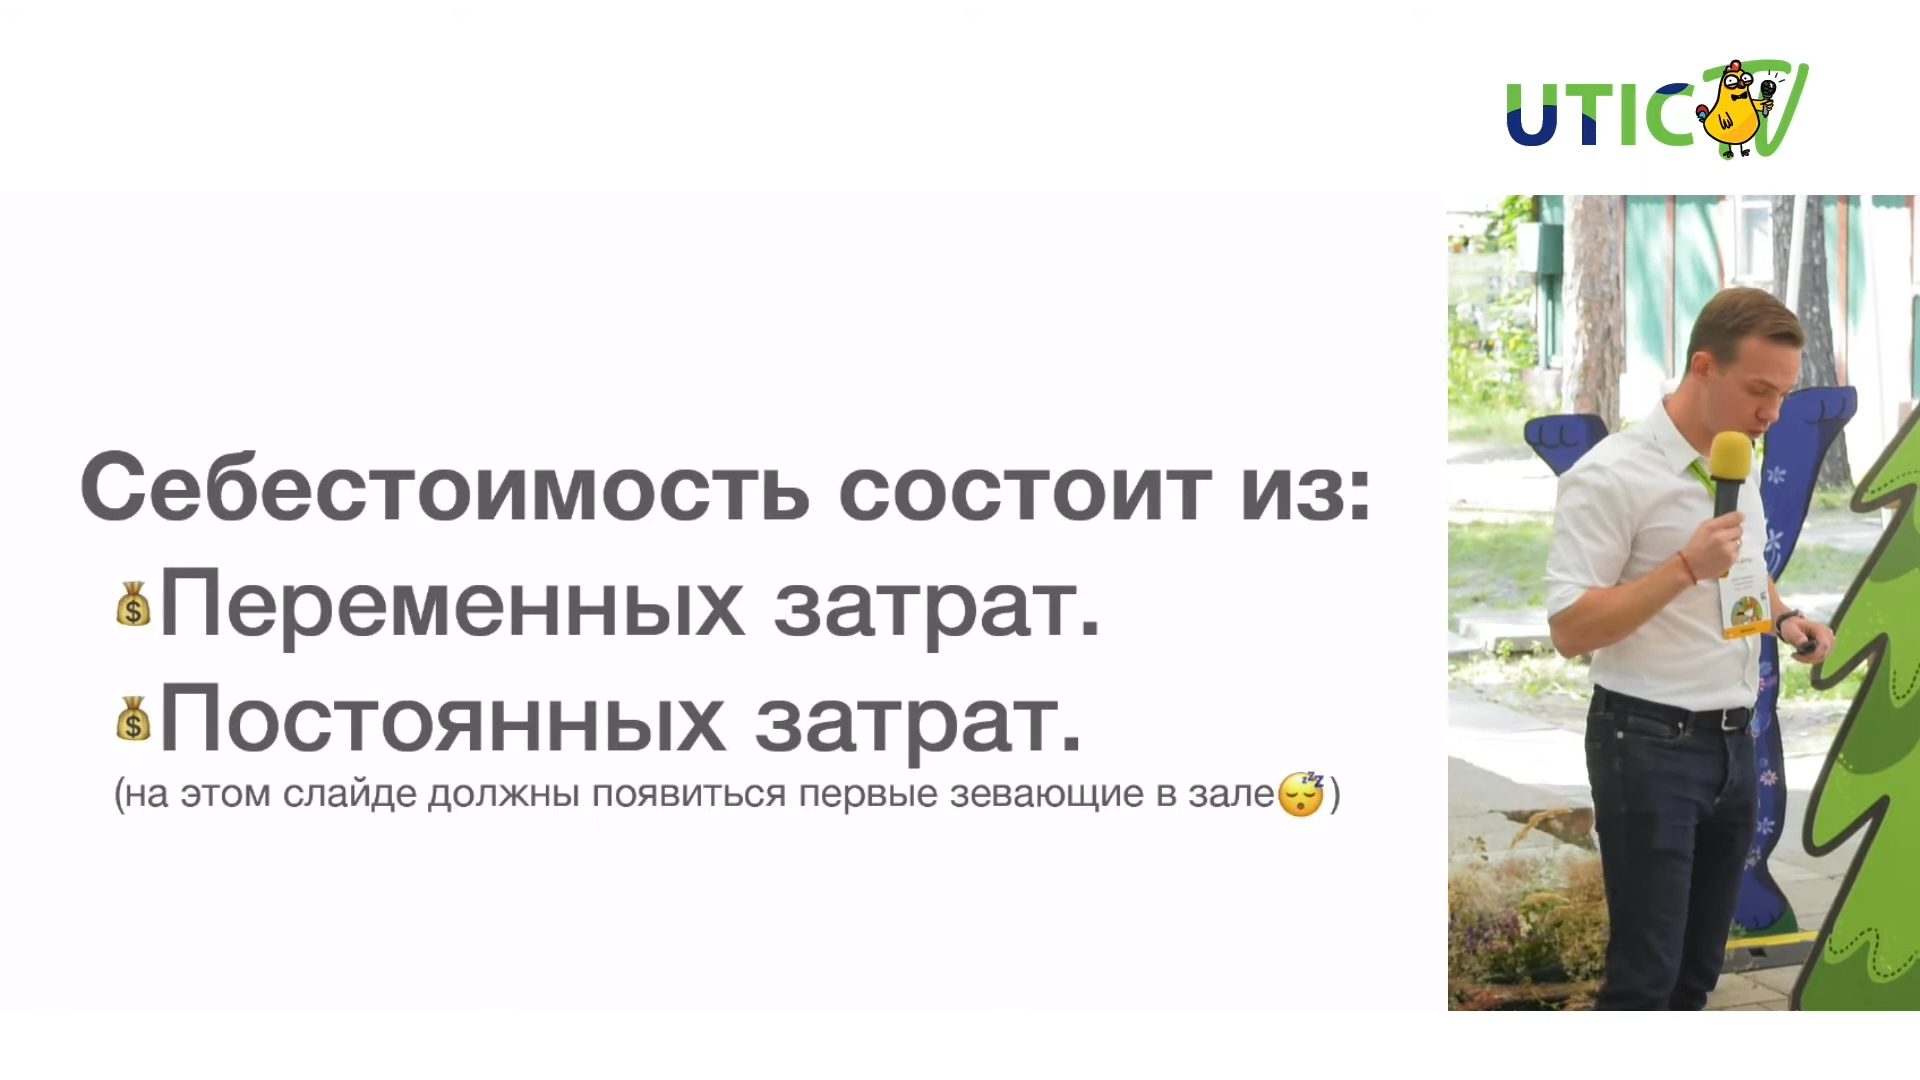 UTIC TV
Себестоимость состоит из:
💰Переменных затрат.
💰Постоянных затрат.
(на этом слайде должны появиться первые зевающие в зале😴)